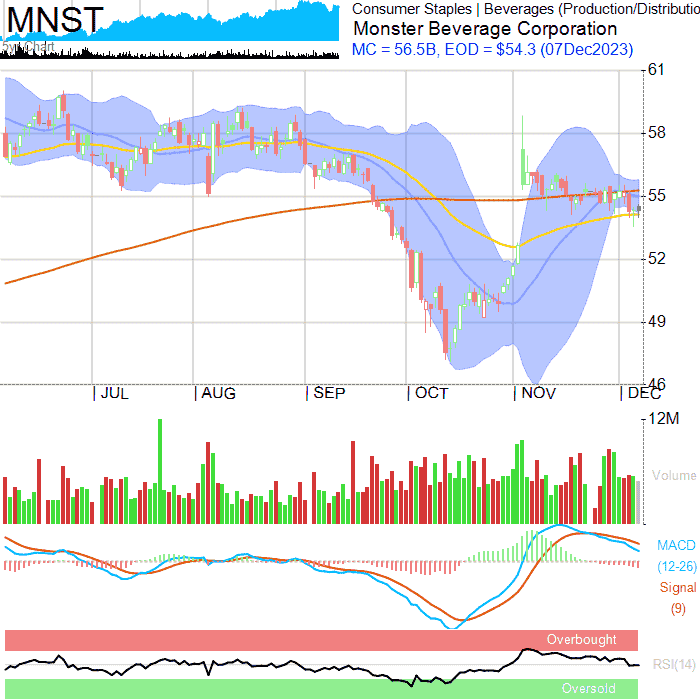 MNST
5yr Chart
Consumer Staples | Beverages (Production/Distributio
Monster Beverage Corporation
MC = 56.5B, EOD = $54.3 (07Dec2023)
61
58
55
52
49
46
JUL
AUG
SEP
OCT
NOV
DEC
12M
Volume
MACD
(12-26)
Signal
(9)
Overbought
RSI(14)
Oversold